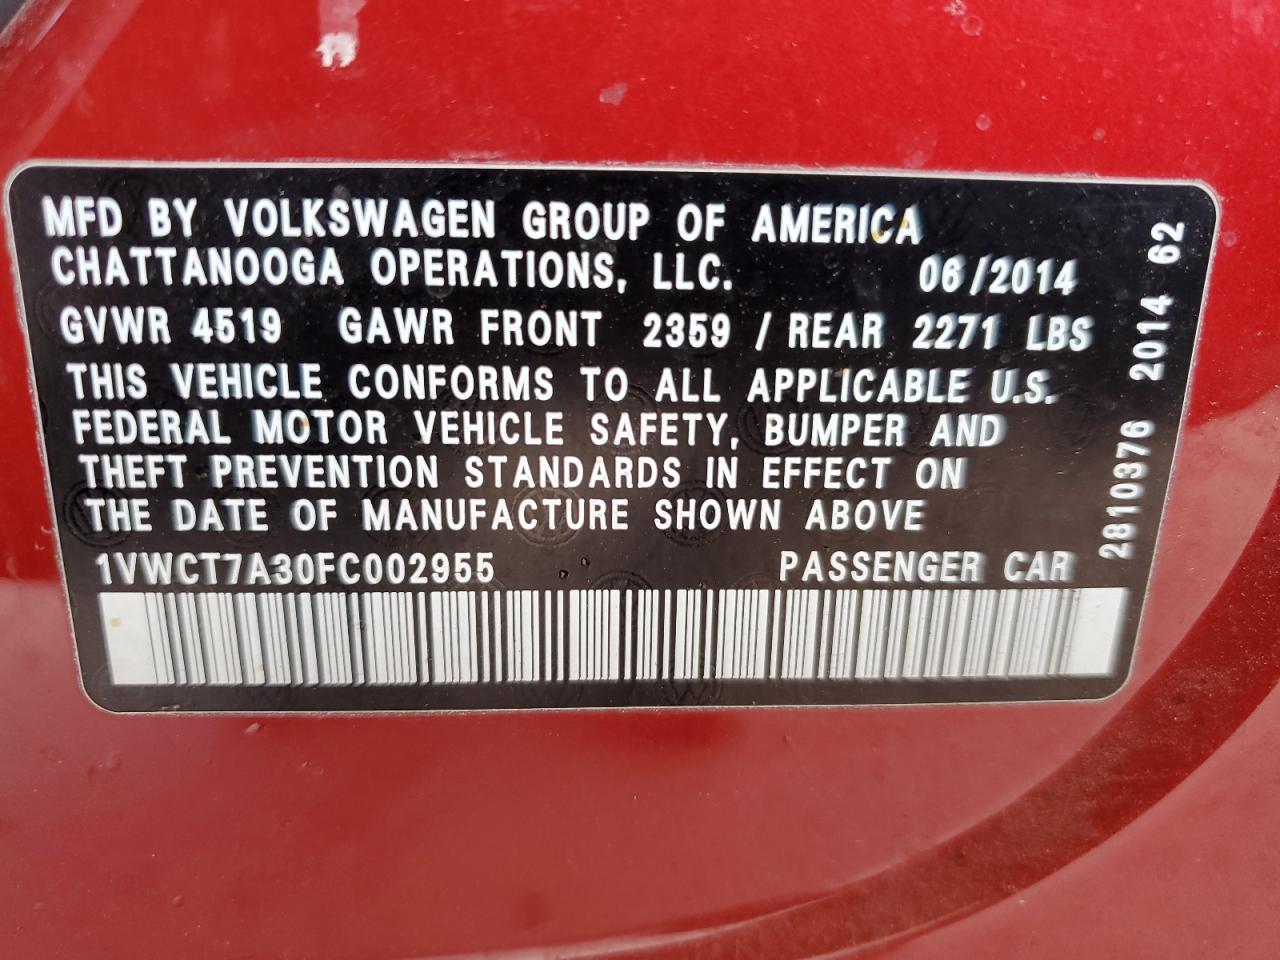 MFD BY VOLKSWAGEN GROUP OF AMERICA
CHATTANOOGA OPERATIONS, LLC. 06/2014
GVWR 4519 GAWR FRONT 2359 / REAR 2271 LBS
THIS VEHICLE CONFORMS TO ALL APPLICABLE U.S.
FEDERAL MOTOR VEHICLE SAFETY, BUMPER AND
THEFT PREVENTION STANDARDS IN EFFECT ON
THE DATE OF MANUFACTURE SHOWN ABOVE
1VWCT7A30FC002955 PASSENGER CAR
2810376 2014 62